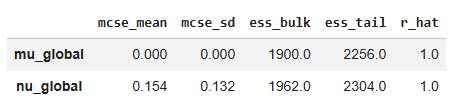 mcse_mean mcse_sd ess_bulk ess_tail r_hat
mu_global 0.000 0.000 1900.0 2256.0 1.0
nu_global 0.154 0.132 1962.0 2304.0 1.0